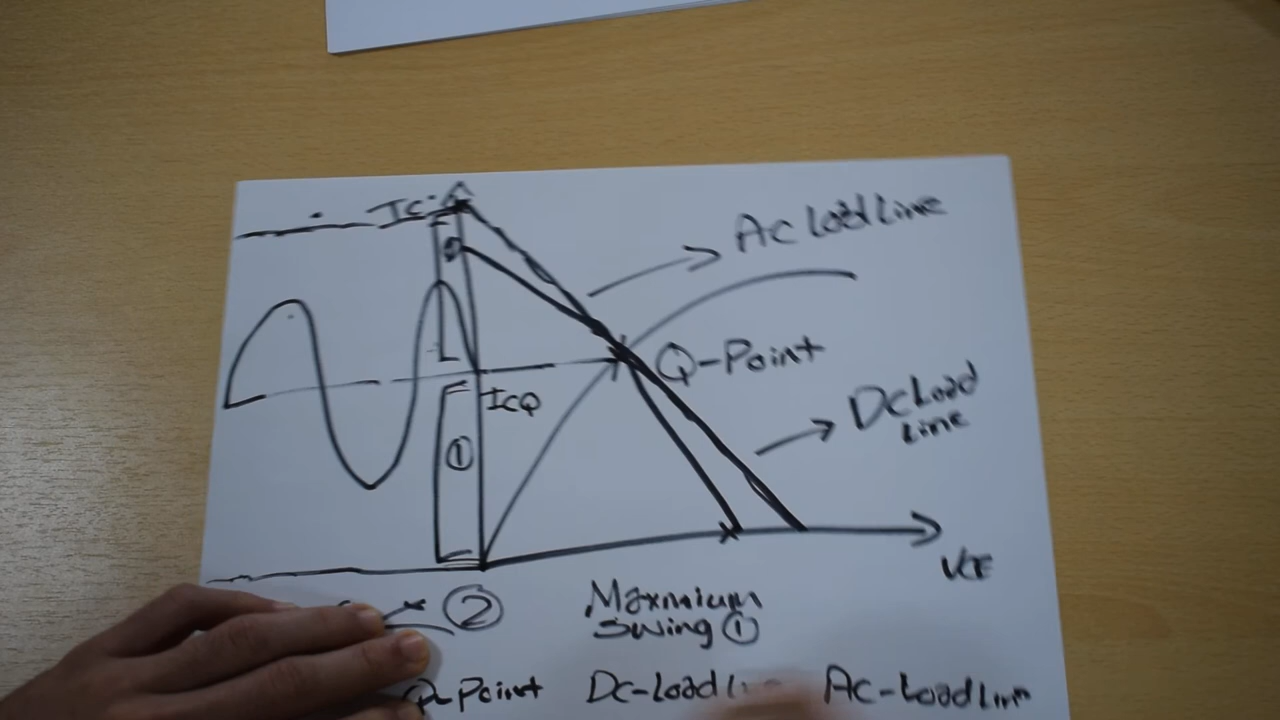 Ic
Ac Load Line
Q-Point
Dc Load
Line
IcQ
①
VCE
②
Maxmium
Swing ①
Q-Point Dc-Load Ac-Load Line